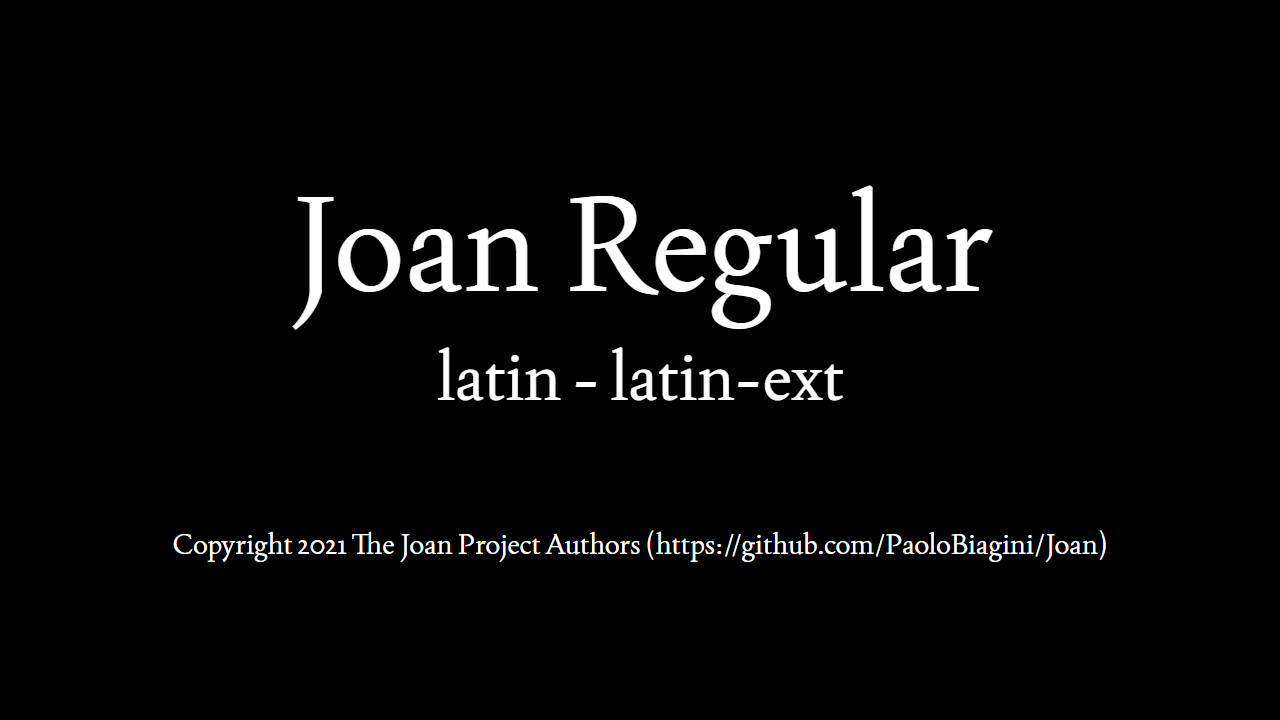 Joan Regular
latin - latin-ext
Copyright 2021 The Joan Project Authors (https://github.com/PaoloBiagini/Joan)